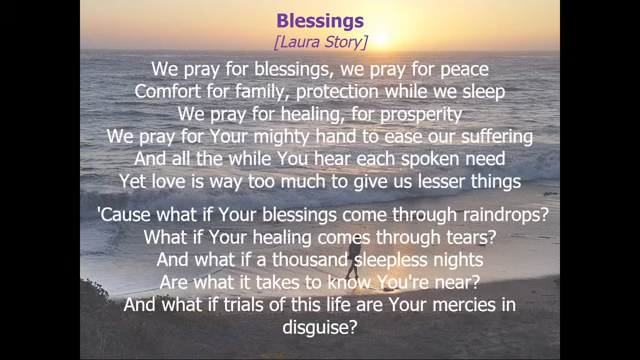 Blessings
[Laura Story]
We pray for blessings, we pray for peace
Comfort for family, protection while we sleep
We pray for healing, for prosperity
We pray for Your mighty hand to ease our suffering
And all the while You hear each spoken need
Yet love is way too much to give us lesser things
'Cause what if Your blessings come through raindrops?
What if Your healing comes through tears?
And what if a thousand sleepless nights
Are what it takes to know You're near?
And what if trials of this life are Your mercies in
disguise?